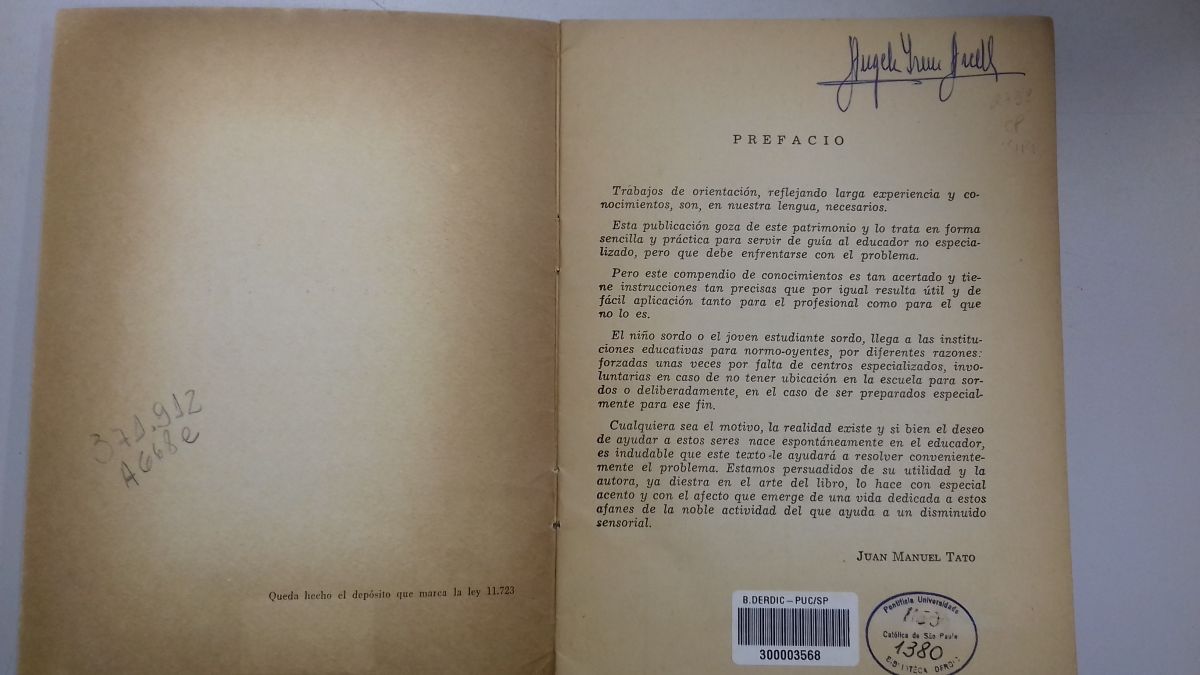 371.912
A668e
Queda hecho el depósito que marca la ley 11.723
PREFACIO
Trabajos de orientación, reflejando larga experiencia y co-
nocimientos, son, en nuestra lengua, necesarios.
Esta publicación goza de este patrimonio y lo trata en forma
sencilla y práctica para servir de guía al educador no especia-
lizado, pero que debe enfrentarse con el problema.
Pero este compendio de conocimientos es tan acertado y tie-
ne instrucciones tan precisas que por igual resulta útil y de
fácil aplicación tanto para el profesional como para el que
no lo es.
El niño sordo o el joven estudiante sordo, llega a las institu-
ciones educativas para normo-oyentes, por diferentes razones:
forzadas unas veces por falta de centros especializados, invo-
luntarias en caso de no tener ubicación en la escuela para sor-
dos o deliberadamente, en el caso de ser preparados especial-
mente para ese fin.
Cualquiera sea el motivo, la realidad existe y si bien el deseo
de ayudar a estos seres nace espontáneamente en el educador,
es indudable que este texto le ayudará a resolver conveniente-
mente el problema. Estamos persuadidos de su utilidad y la
autora, ya diestra en el arte del libro, lo hace con especial
acento y con el afecto que emerge de una vida dedicada a estos
afanes de la noble actividad del que ayuda a un disminuido
sensorial.
JUAN MANUEL TATO
B.DERDIC – PUC/SP
300003568
Pontifícia Universidade
Católica de São Paulo
1380
BIBLIOTECA DERDIC